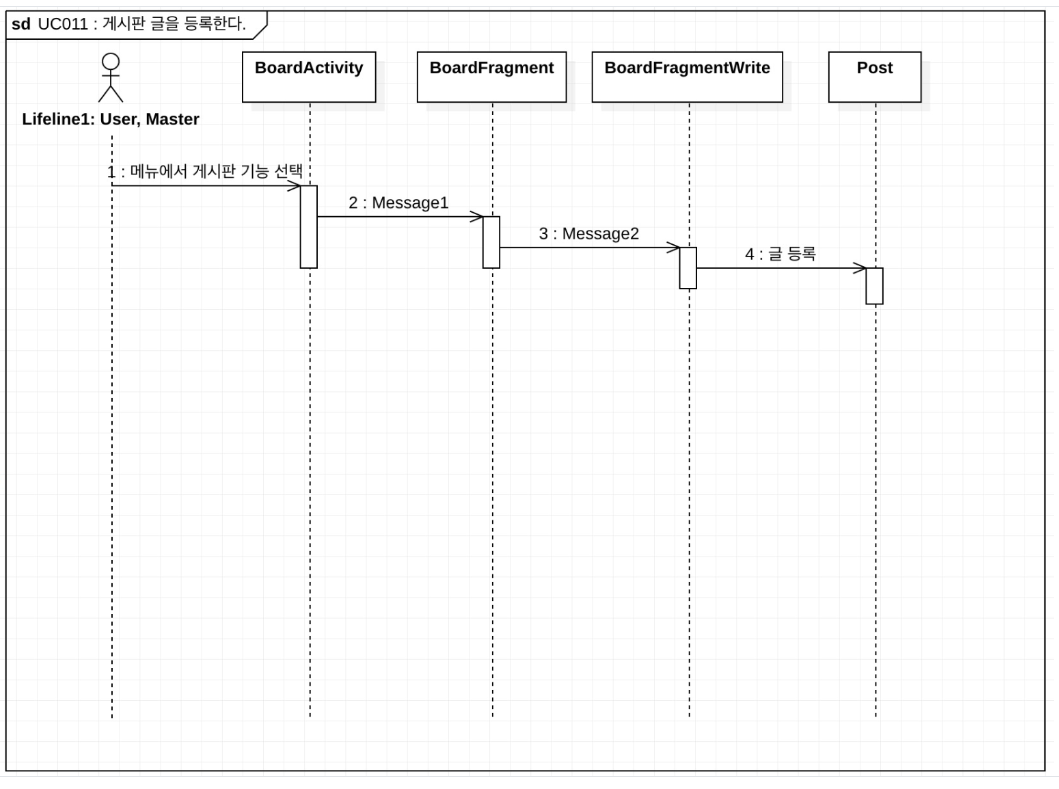 sd UC011 : 게시판 글을 등록한다.
BoardActivity
BoardFragment
BoardFragmentWrite
Post
Lifeline1: User, Master
1 : 메뉴에서 게시판 기능 선택
2 : Message1
3 : Message2
4 : 글 등록